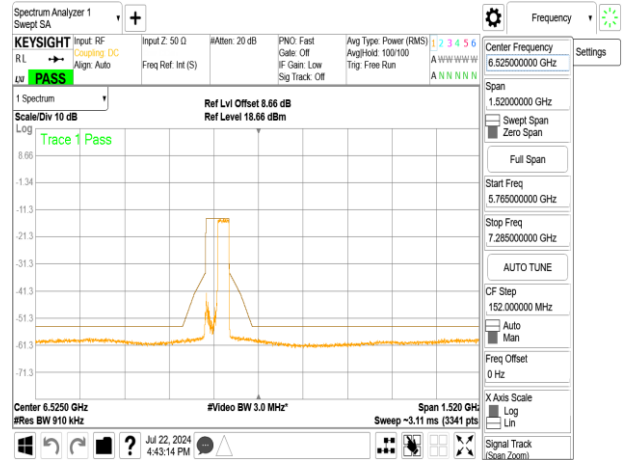 Spectrum Analyzer 1
Swept SA
Frequency
KEYSIGHT
RL
LXI PASS
Input: RF
Coupling: DC
Align: Auto
Input Z: 50 Ω
Freq Ref: Int (S)
#Atten: 20 dB
PNO: Fast
Gate: Off
IF Gain: Low
Sig Track: Off
Avg Type: Power (RMS)
Avg|Hold: 100/100
Trig: Free Run
1 2 3 4 5 6
A W W W W W
A N N N N N
1 Spectrum
Scale/Div 10 dB
Ref Lvl Offset 8.66 dB
Ref Level 18.66 dBm
Log
Trace 1 Pass
8.66
-1.34
-11.3
-21.3
-31.3
-41.3
-51.3
-61.3
-71.3
Center 6.5250 GHz
#Res BW 910 kHz
#Video BW 3.0 MHz*
Span 1.520 GHz
Sweep ~3.11 ms (3341 pts
Jul 22, 2024
4:43:14 PM
Center Frequency
6.525000000 GHz
Settings
Span
1.52000000 GHz
Swept Span
Zero Span
Full Span
Start Freq
5.765000000 GHz
Stop Freq
7.285000000 GHz
AUTO TUNE
CF Step
152.000000 MHz
Auto
Man
Freq Offset
0 Hz
X Axis Scale
Log
Lin
Signal Track
(Span Zoom)